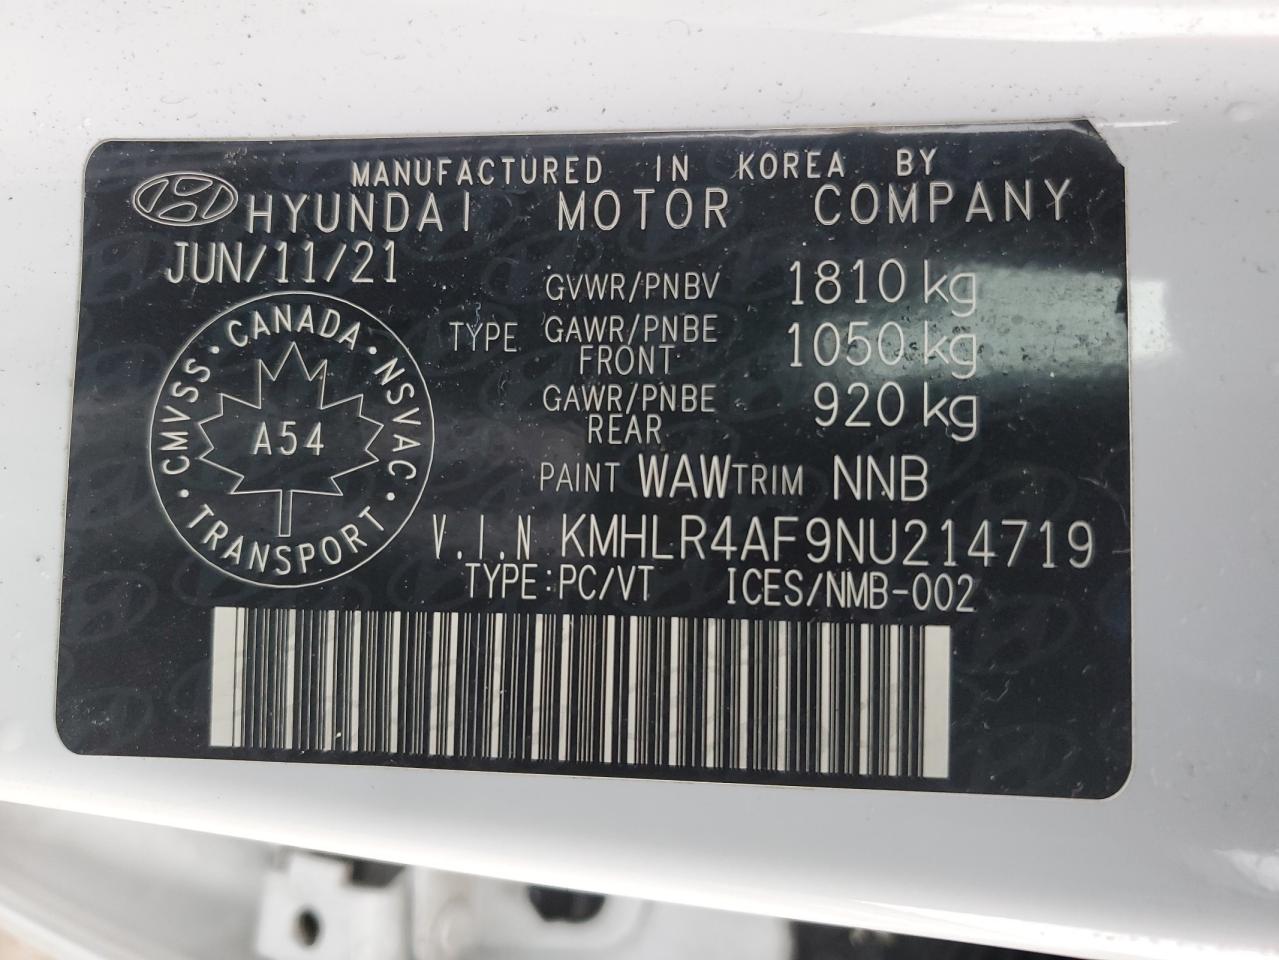 MANUFACTURED IN KOREA BY
HYUNDAI MOTOR COMPANY
JUN/11/21
GVWR/PNBV 1810 kg
TYPE GAWR/PNBE FRONT 1050 kg
GAWR/PNBE REAR 920 kg
PAINT WAW TRIM NNB
V.I.N KMHLR4AF9NU214719
TYPE:PC/VT ICES/NMB-002
CANADA · NSVAC · TRANSPORT · CMVSS ·
A54